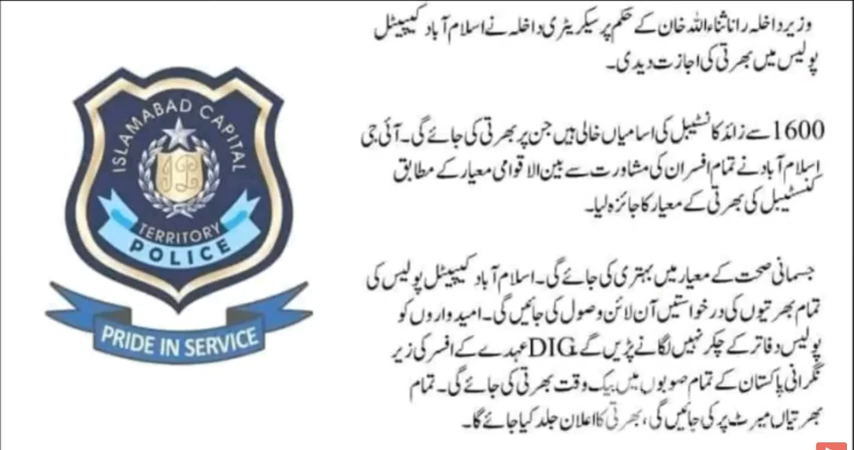 ISLAMABAD CAPITAL
TERRITORY
POLICE
PRIDE IN SERVICE
وزیر داخلہ رانا ثناء اللہ خان کے حکم پر سیکریٹری داخلہ نے اسلام آباد کیپیٹل
پولیس میں بھرتی کی اجازت دیدی۔
1600 سے زائد کانسٹیبل کی اسامیاں خالی ہیں جن پر بھرتی کی جائے گی۔ آئی جی
اسلام آباد نے تمام افسران کی مشاورت سے بین الاقوامی معیار کے مطابق
کنسٹیبل کی بھرتی کے معیار کا جائزہ لیا۔
جسمانی صحت کے معیار میں بہتری کی جائے گی۔ اسلام آباد کیپیٹل پولیس کی
تمام بھرتیوں کی درخواستیں آن لائن وصول کی جائیں گی۔ امیدواروں کو
پولیس دفاتر کے چکر نہیں لگانے پڑیں گے DIG عہدے کے افسر کی زیر
نگرانی پاکستان کے تمام صوبوں میں بیک وقت بھرتی کی جائے گی۔ تمام
بھرتیاں میرٹ پر کی جائیں گی، بھرتی کا اعلان جلد کیا جائے گا۔